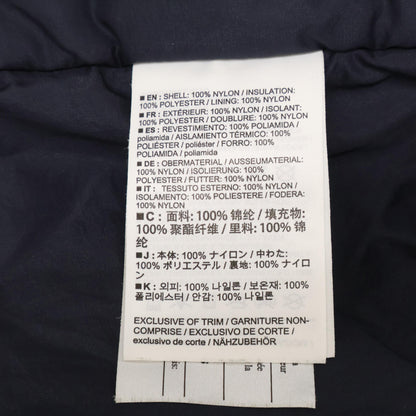 ■ EN : SHELL: 100% NYLON / INSULATION:
100% POLYESTER / LINING: 100% NYLON
■ FR : EXTÉRIEUR: 100% NYLON / ISOLANT:
100% POLYESTER / DOUBLURE: 100% NYLON
■ ES : REVESTIMIENTO: 100% POLIAMIDA /
poliamida / AISLAMIENTO TÉRMICO: 100%
POLIÉSTER / poliéster / FORRO: 100%
POLIAMIDA / poliamida
■ DE : OBERMATERIAL / AUSSEUMATERIAL:
100% NYLON / ISOLIERUNG: 100%
POLYESTER / FUTTER: 100% NYLON
■ IT : TESSUTO ESTERNO: 100% NYLON /
ISOLAMENTO: 100% POLIESTERE / FODERA:
100% NYLON
■ C : 面料: 100% 锦纶 / 填充物:
100% 聚酯纤维 / 里料: 100% 锦
纶
■ J : 本体: 100% ナイロン / 中わた:
100% ポリエステル / 裏地: 100% ナイロ
ン
■ K : 외피: 100% 나일론 / 보온재: 100%
폴리에스터 / 안감: 100% 나일론
EXCLUSIVE OF TRIM / GARNITURE NON-
COMPRISE / EXCLUSIVO DE CORTE /
exclusivo de corte / NÄHZUBEHÖR